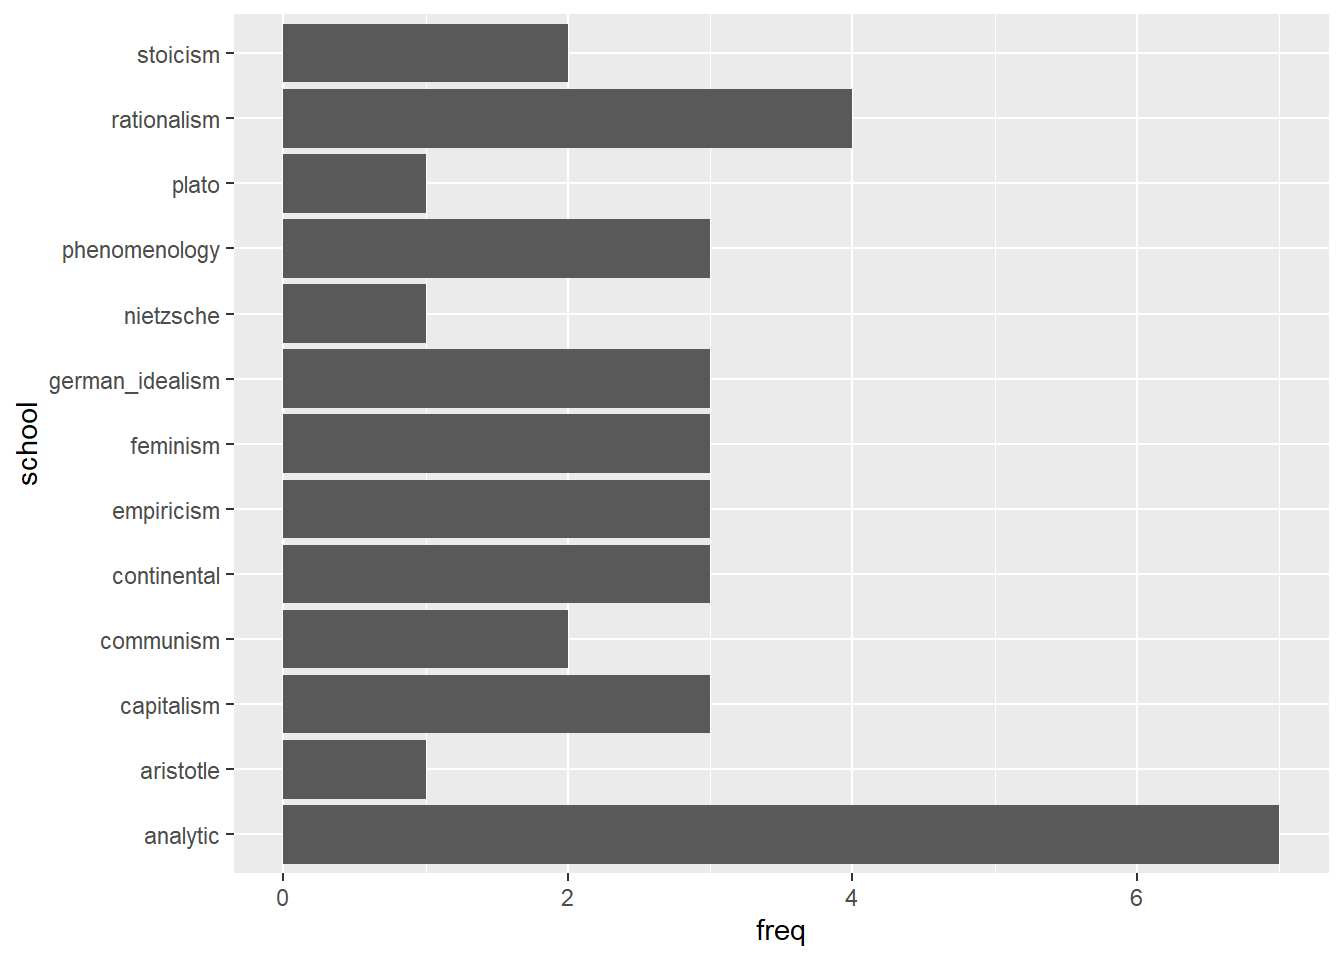 stoicism
rationalism
plato
phenomenology
nietzsche
german_idealism
feminism
empiricism
continental
communism
capitalism
aristotle
analytic
school
0 2 4 6
freq